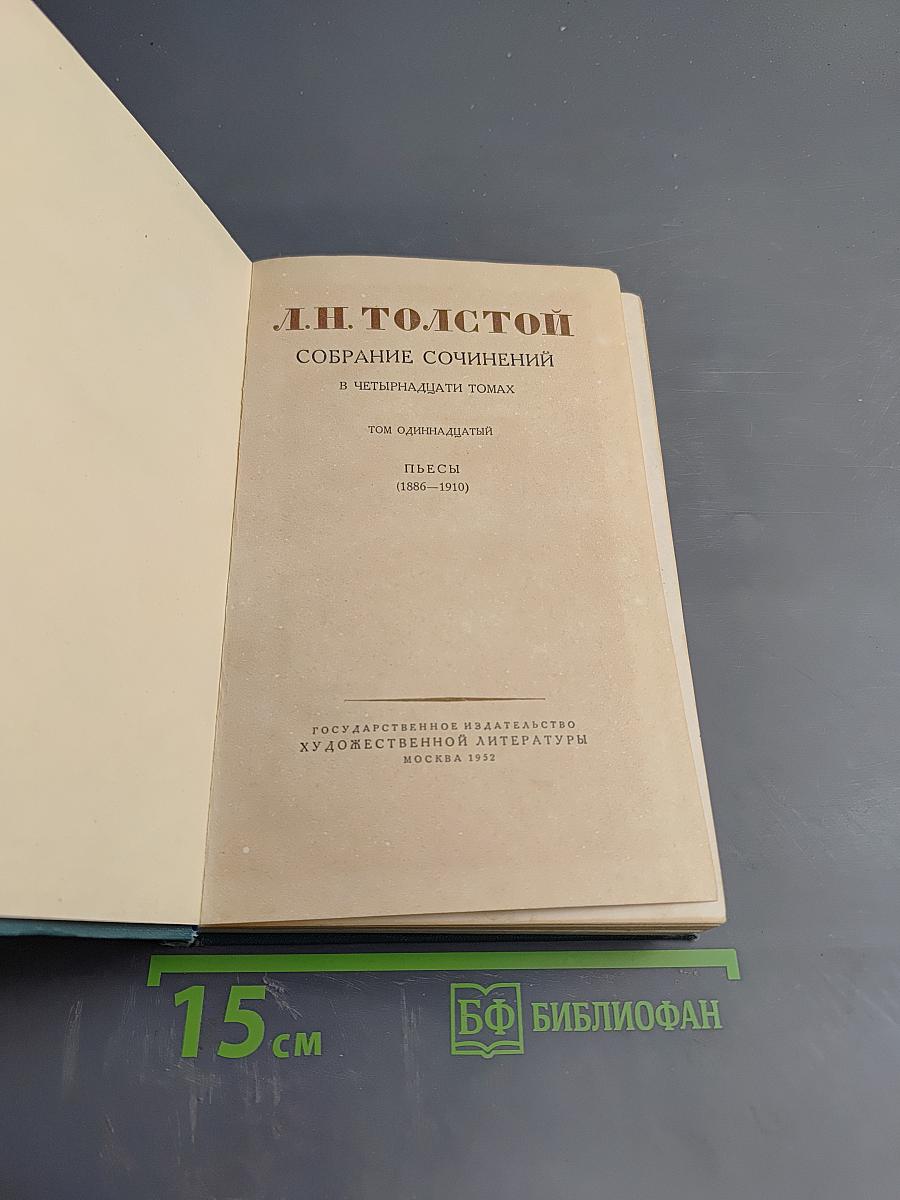 Л.Н. ТОЛСТОЙ
СОБРАНИЕ СОЧИНЕНИЙ
В ЧЕТЫРНАДЦАТИ ТОМАХ
ТОМ ОДИННАДЦАТЫЙ
ПЬЕСЫ
(1886—1910)
ГОСУДАРСТВЕННОЕ ИЗДАТЕЛЬСТВО
ХУДОЖЕСТВЕННОЙ ЛИТЕРАТУРЫ
МОСКВА 1952
15 см
БФ БИБЛИОФАН